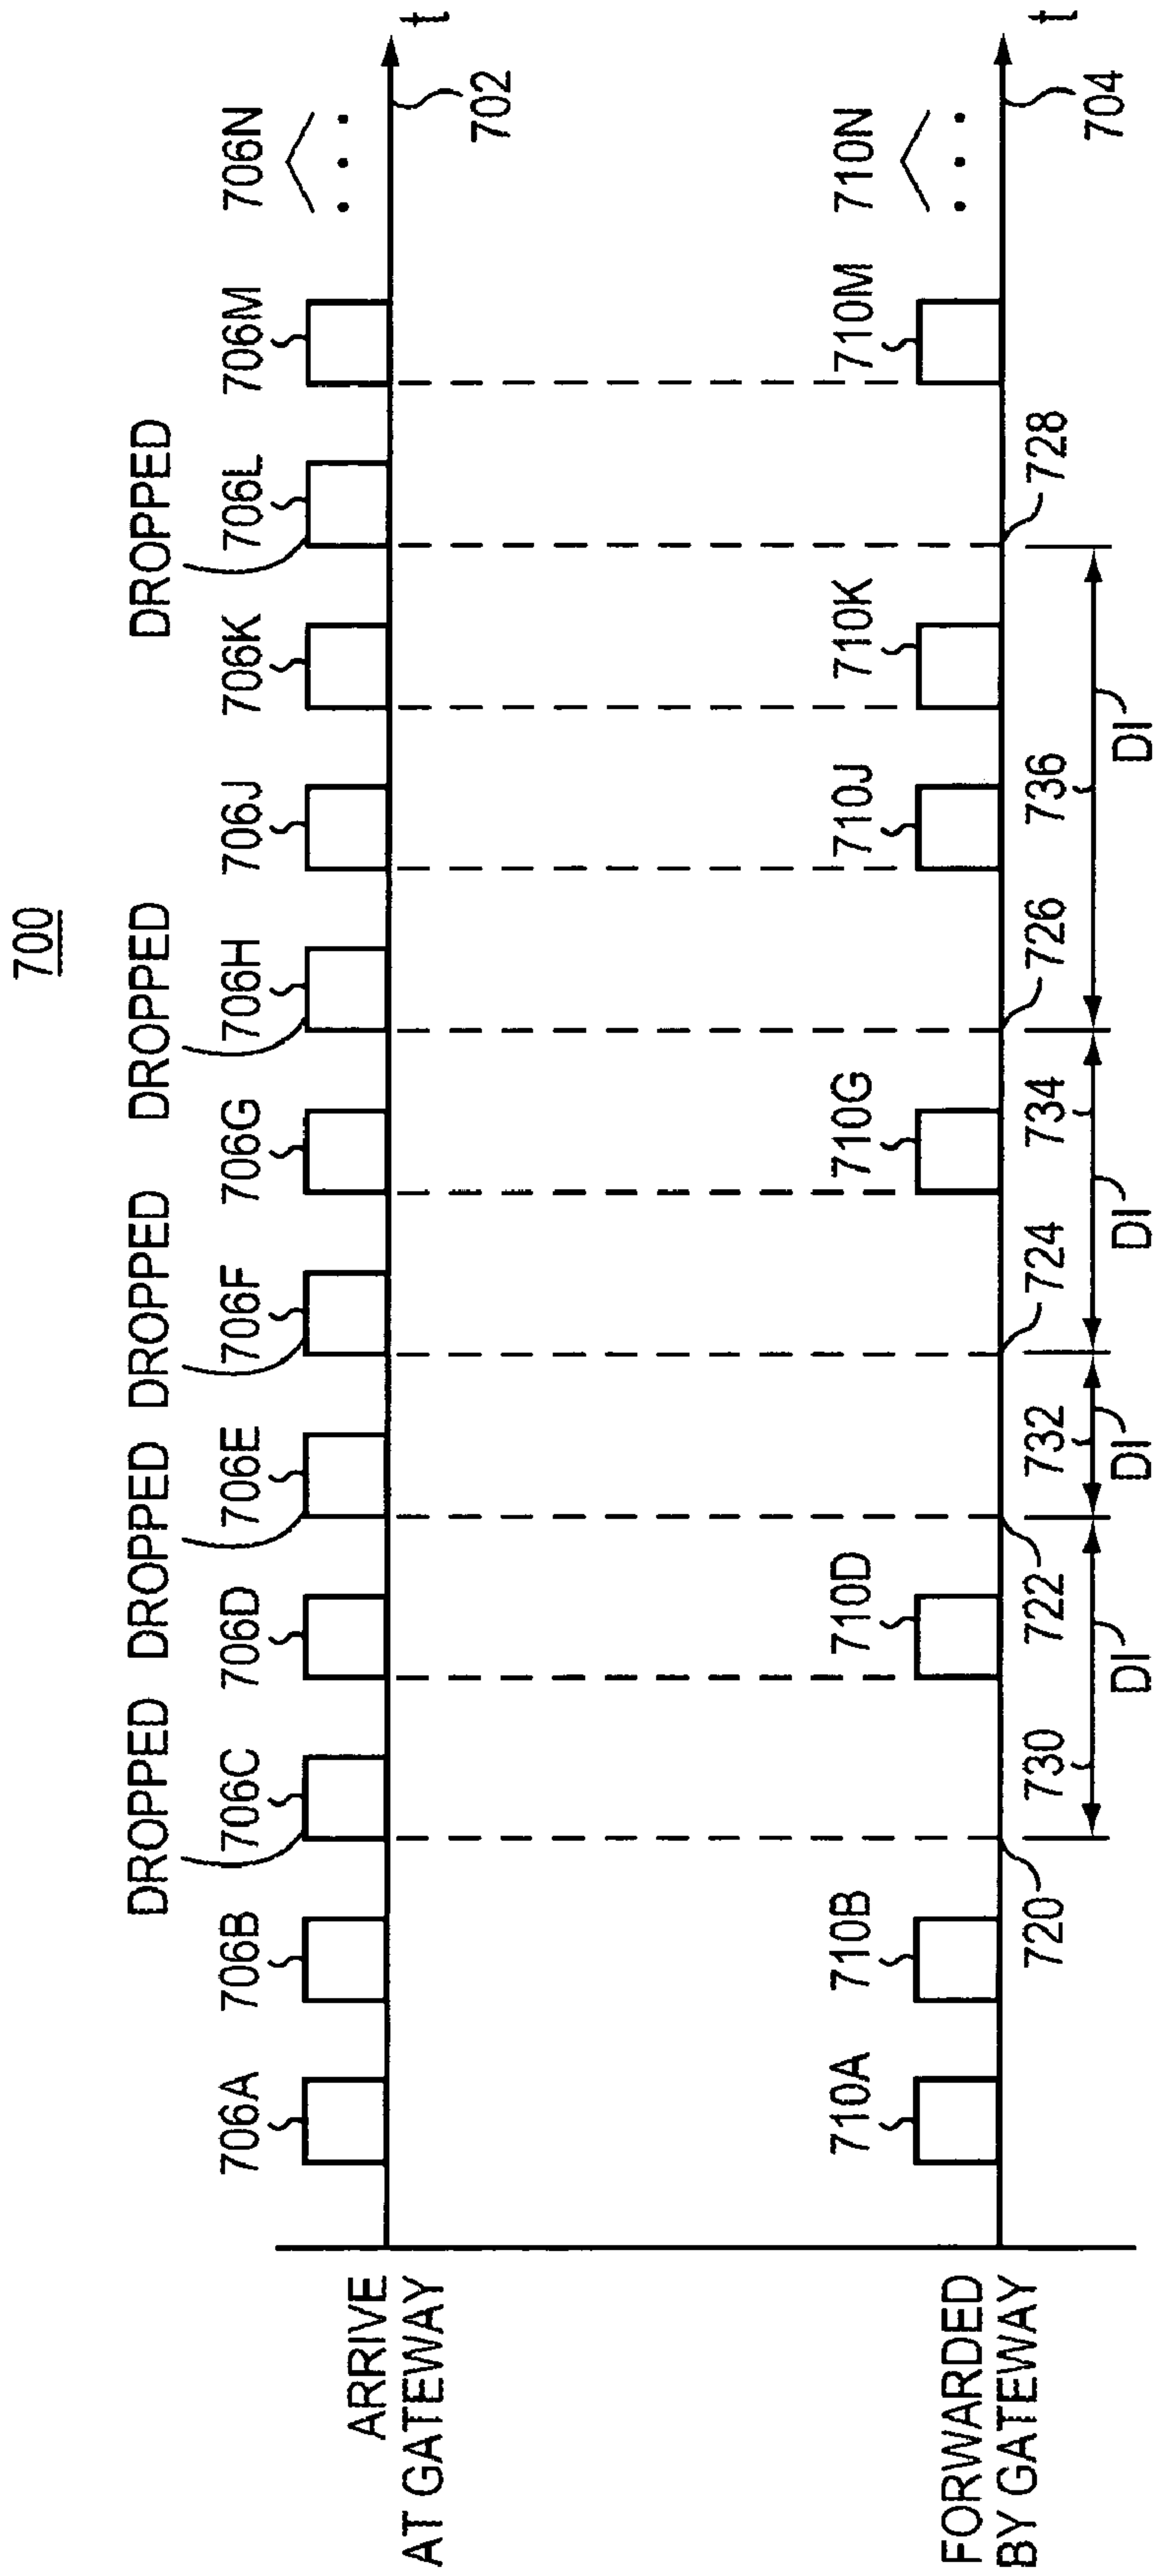 700
DROPPED DROPPED DROPPED DROPPED DROPPED
706A 706B 706C 706D 706E 706F 706G 706H 706J 706K 706L 706M 706N
...
t
702
ARRIVE
AT GATEWAY
710A 710B 710D 710G 710J 710K 710M 710N
...
t
704
FORWARDED
BY GATEWAY
720 730 722 732 724 734 726 736 728
DI DI DI DI